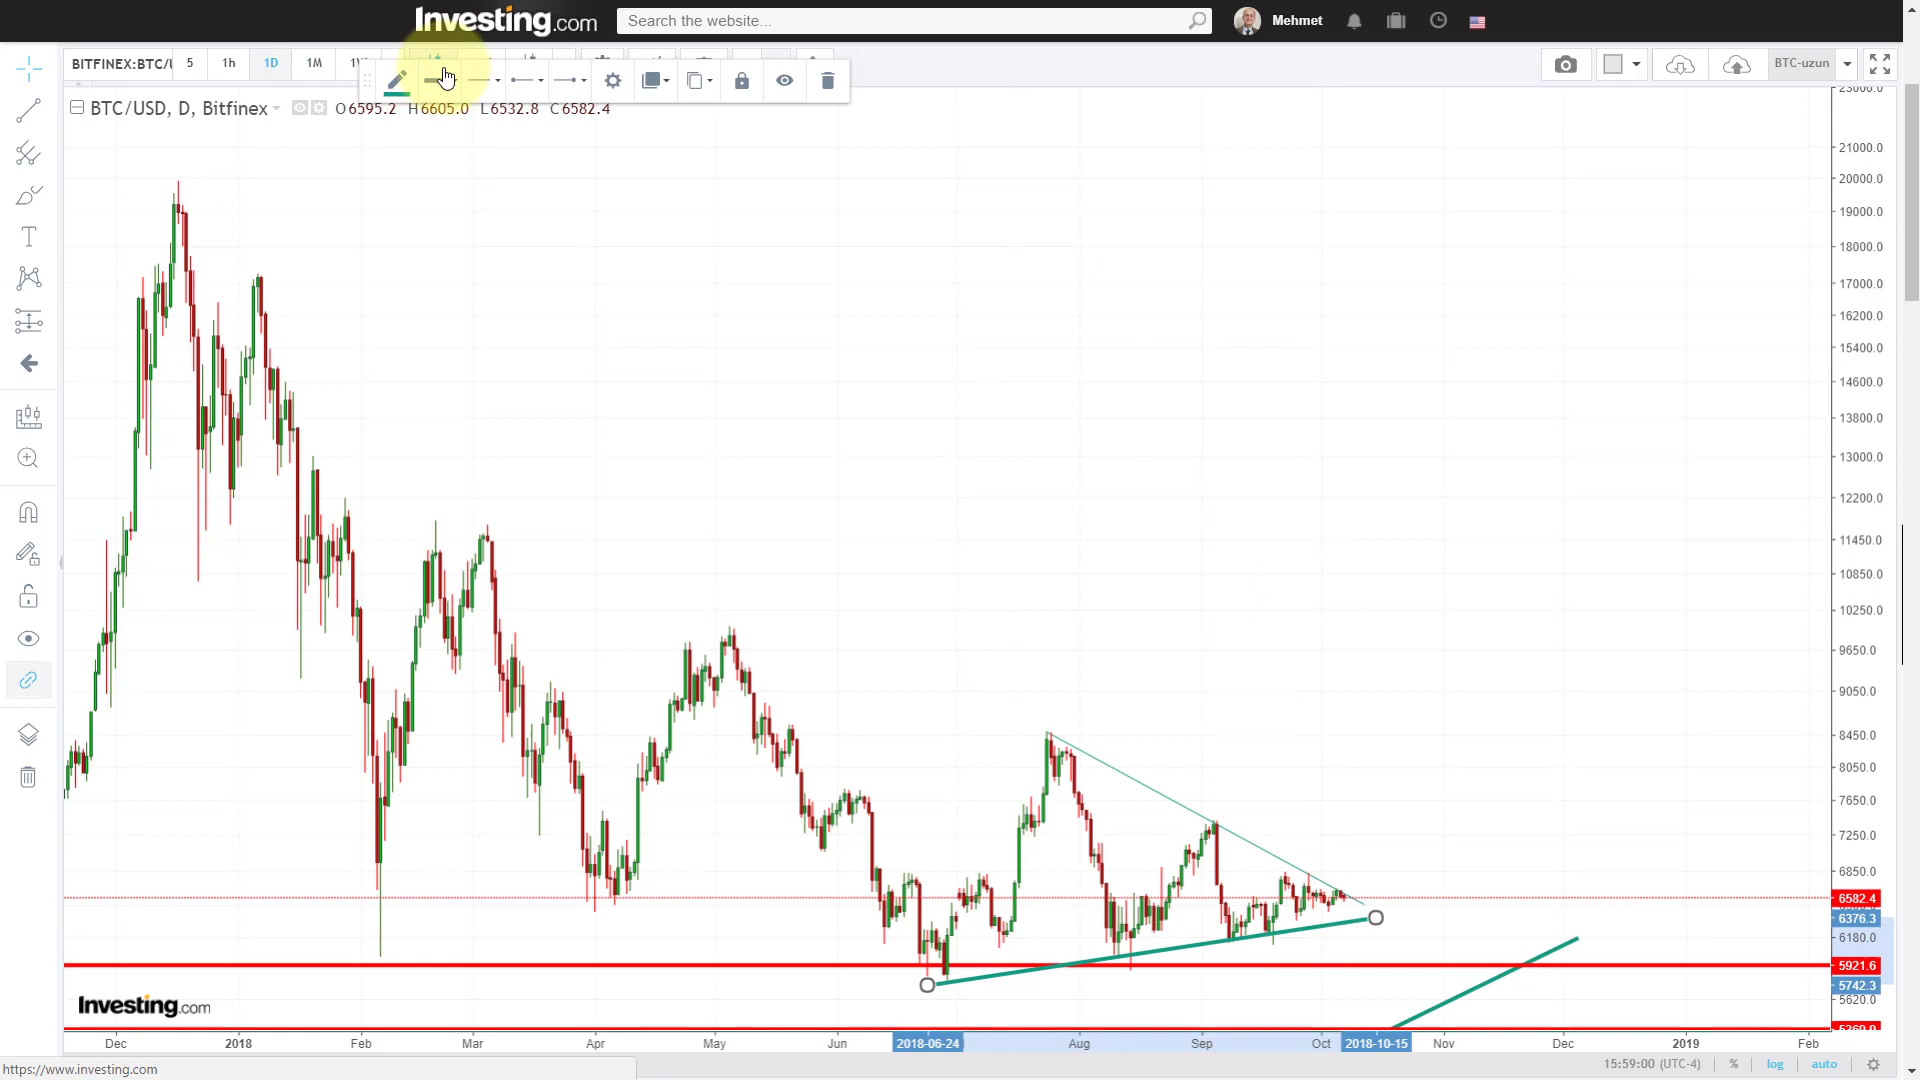 Investing.com
Search the website...
Mehmet
BITFINEX:BTC/U
5
1h
1D
1M
BTC-uzun
BTC/USD, D, Bitfinex
O6595.2 H6605.0 L6532.8 C6582.4
23000.0
21000.0
20000.0
19000.0
18000.0
17000.0
16200.0
15400.0
14600.0
13800.0
13000.0
12200.0
11450.0
10850.0
10250.0
9650.0
9050.0
8450.0
8050.0
7650.0
7250.0
6850.0
6582.4
6376.3
6180.0
5921.6
5742.3
5620.0
5269.9
Investing.com
Dec
2018
Feb
Mar
Apr
May
Jun
2018-06-24
Aug
Sep
Oct
2018-10-15
Nov
Dec
2019
Feb
https://www.investing.com
15:59:00 (UTC-4)
%
log
auto